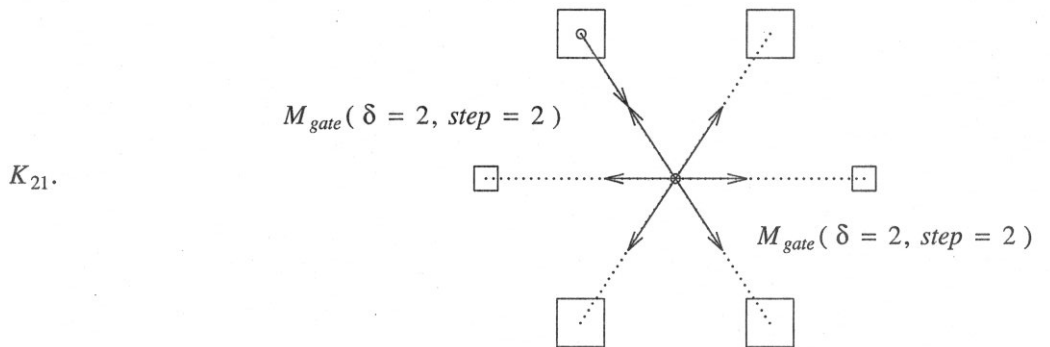 M_gate( δ = 2, step = 2 )
K_21.
M_gate( δ = 2, step = 2 )